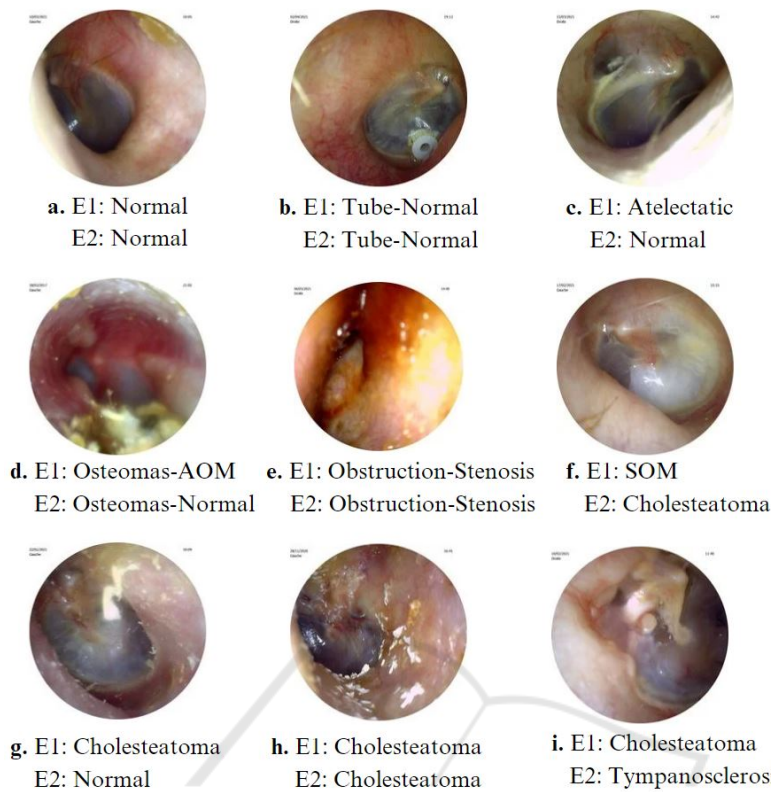 a. E1: Normal
E2: Normal
b. E1: Tube-Normal
E2: Tube-Normal
c. E1: Atelectatic
E2: Normal
d. E1: Osteomas-AOM
E2: Osteomas-Normal
e. E1: Obstruction-Stenosis
E2: Obstruction-Stenosis
f. E1: SOM
E2: Cholesteatoma
g. E1: Cholesteatoma
E2: Normal
h. E1: Cholesteatoma
E2: Cholesteatoma
i. E1: Cholesteatoma
E2: Tympanoscleros